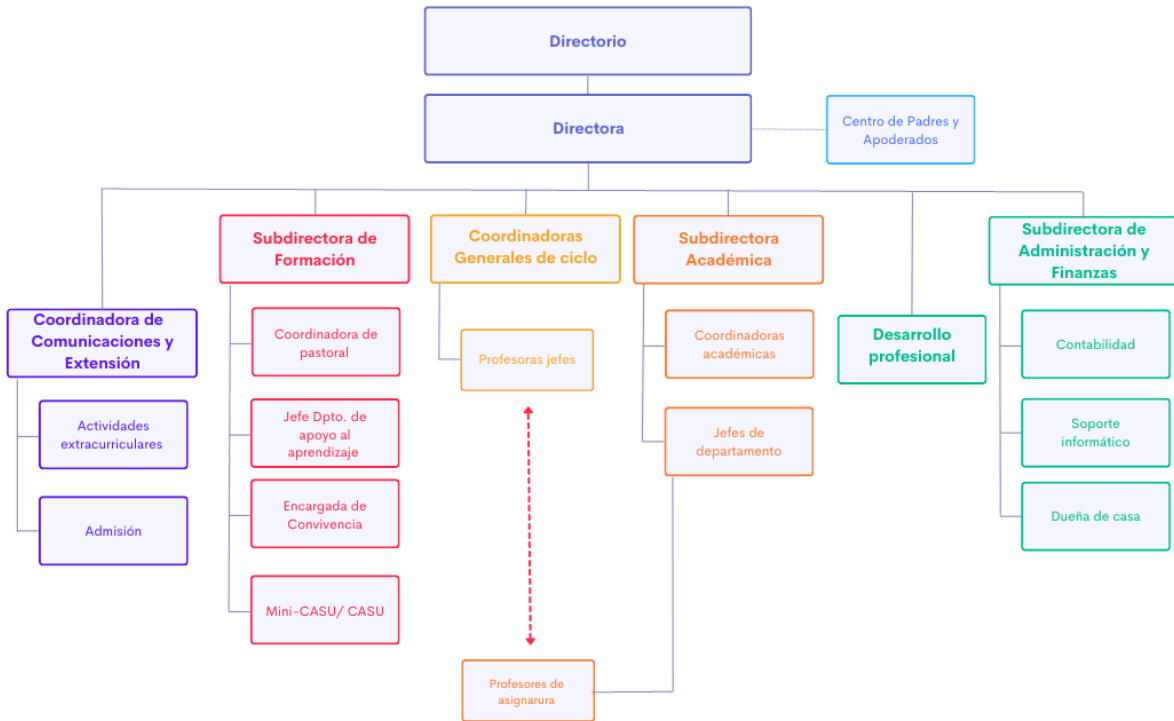 Directorio
Directora
Centro de Padres y
Apoderados
Subdirectora de
Formación
Coordinadoras
Generales de ciclo
Subdirectora
Académica
Subdirectora de
Administración y
Finanzas
Coordinadora de
Comunicaciones y
Extensión
Coordinadora de
pastoral
Profesoras jefes
Coordinadoras
académicas
Desarrollo
profesional
Contabilidad
Actividades
extracurriculares
Jefe Dpto. de
apoyo al
aprendizaje
Jefes de
departamento
Soporte
informático
Admisión
Encargada de
Convivencia
Dueña de casa
Mini-CASU/ CASU
Profesores de
asignarura